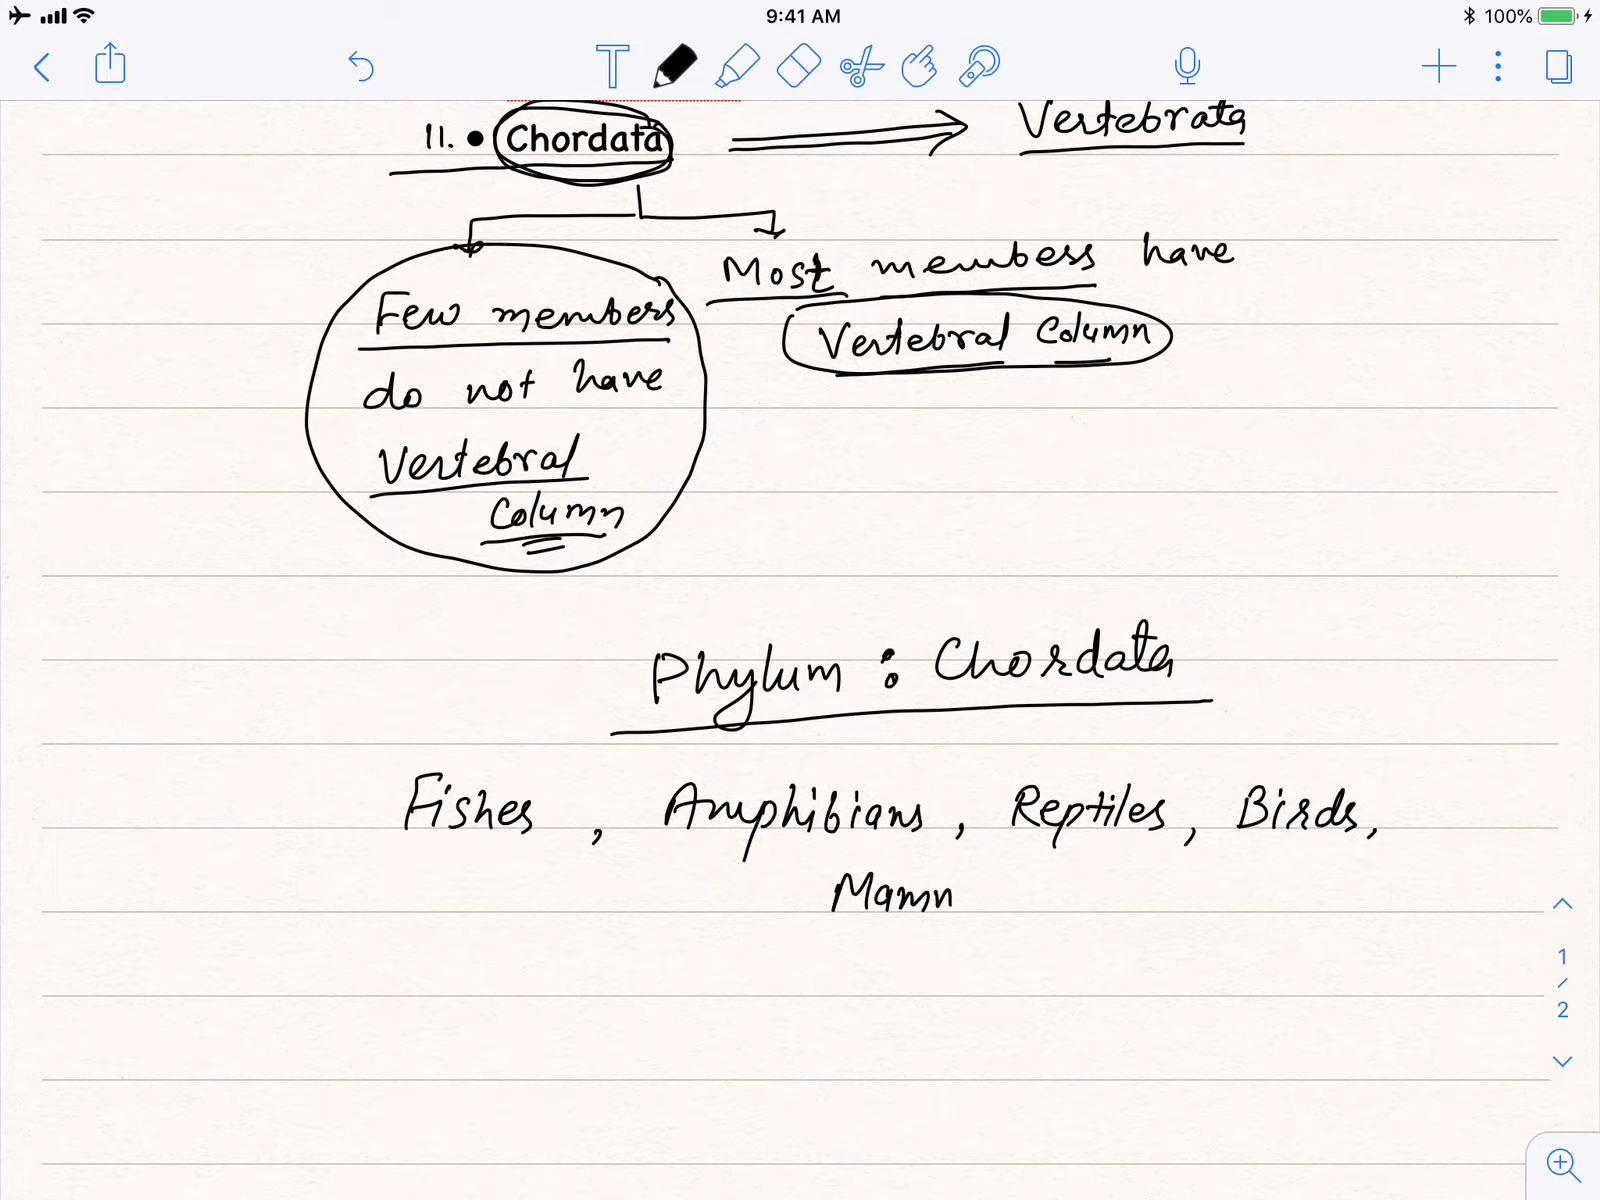 9:41 AM
100%
T
11. • Chordata ⟹ Vertebrata
Few members
do not have
Vertebral
Column
Most members have
Vertebral Column
Phylum : Chordata
Fishes , Amphibians , Reptiles , Birds,
Mamn
1
/
2